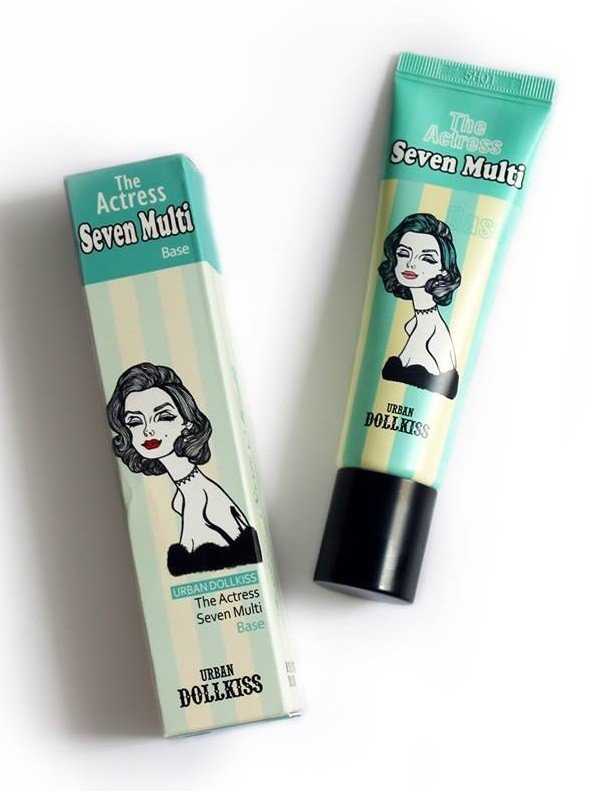 The
Actress
Seven Multi
Base
URBAN DOLLKISS
The Actress
Seven Multi
Base
URBAN
DOLLKISS
The
Actress
Seven Multi
URBAN
DOLLKISS